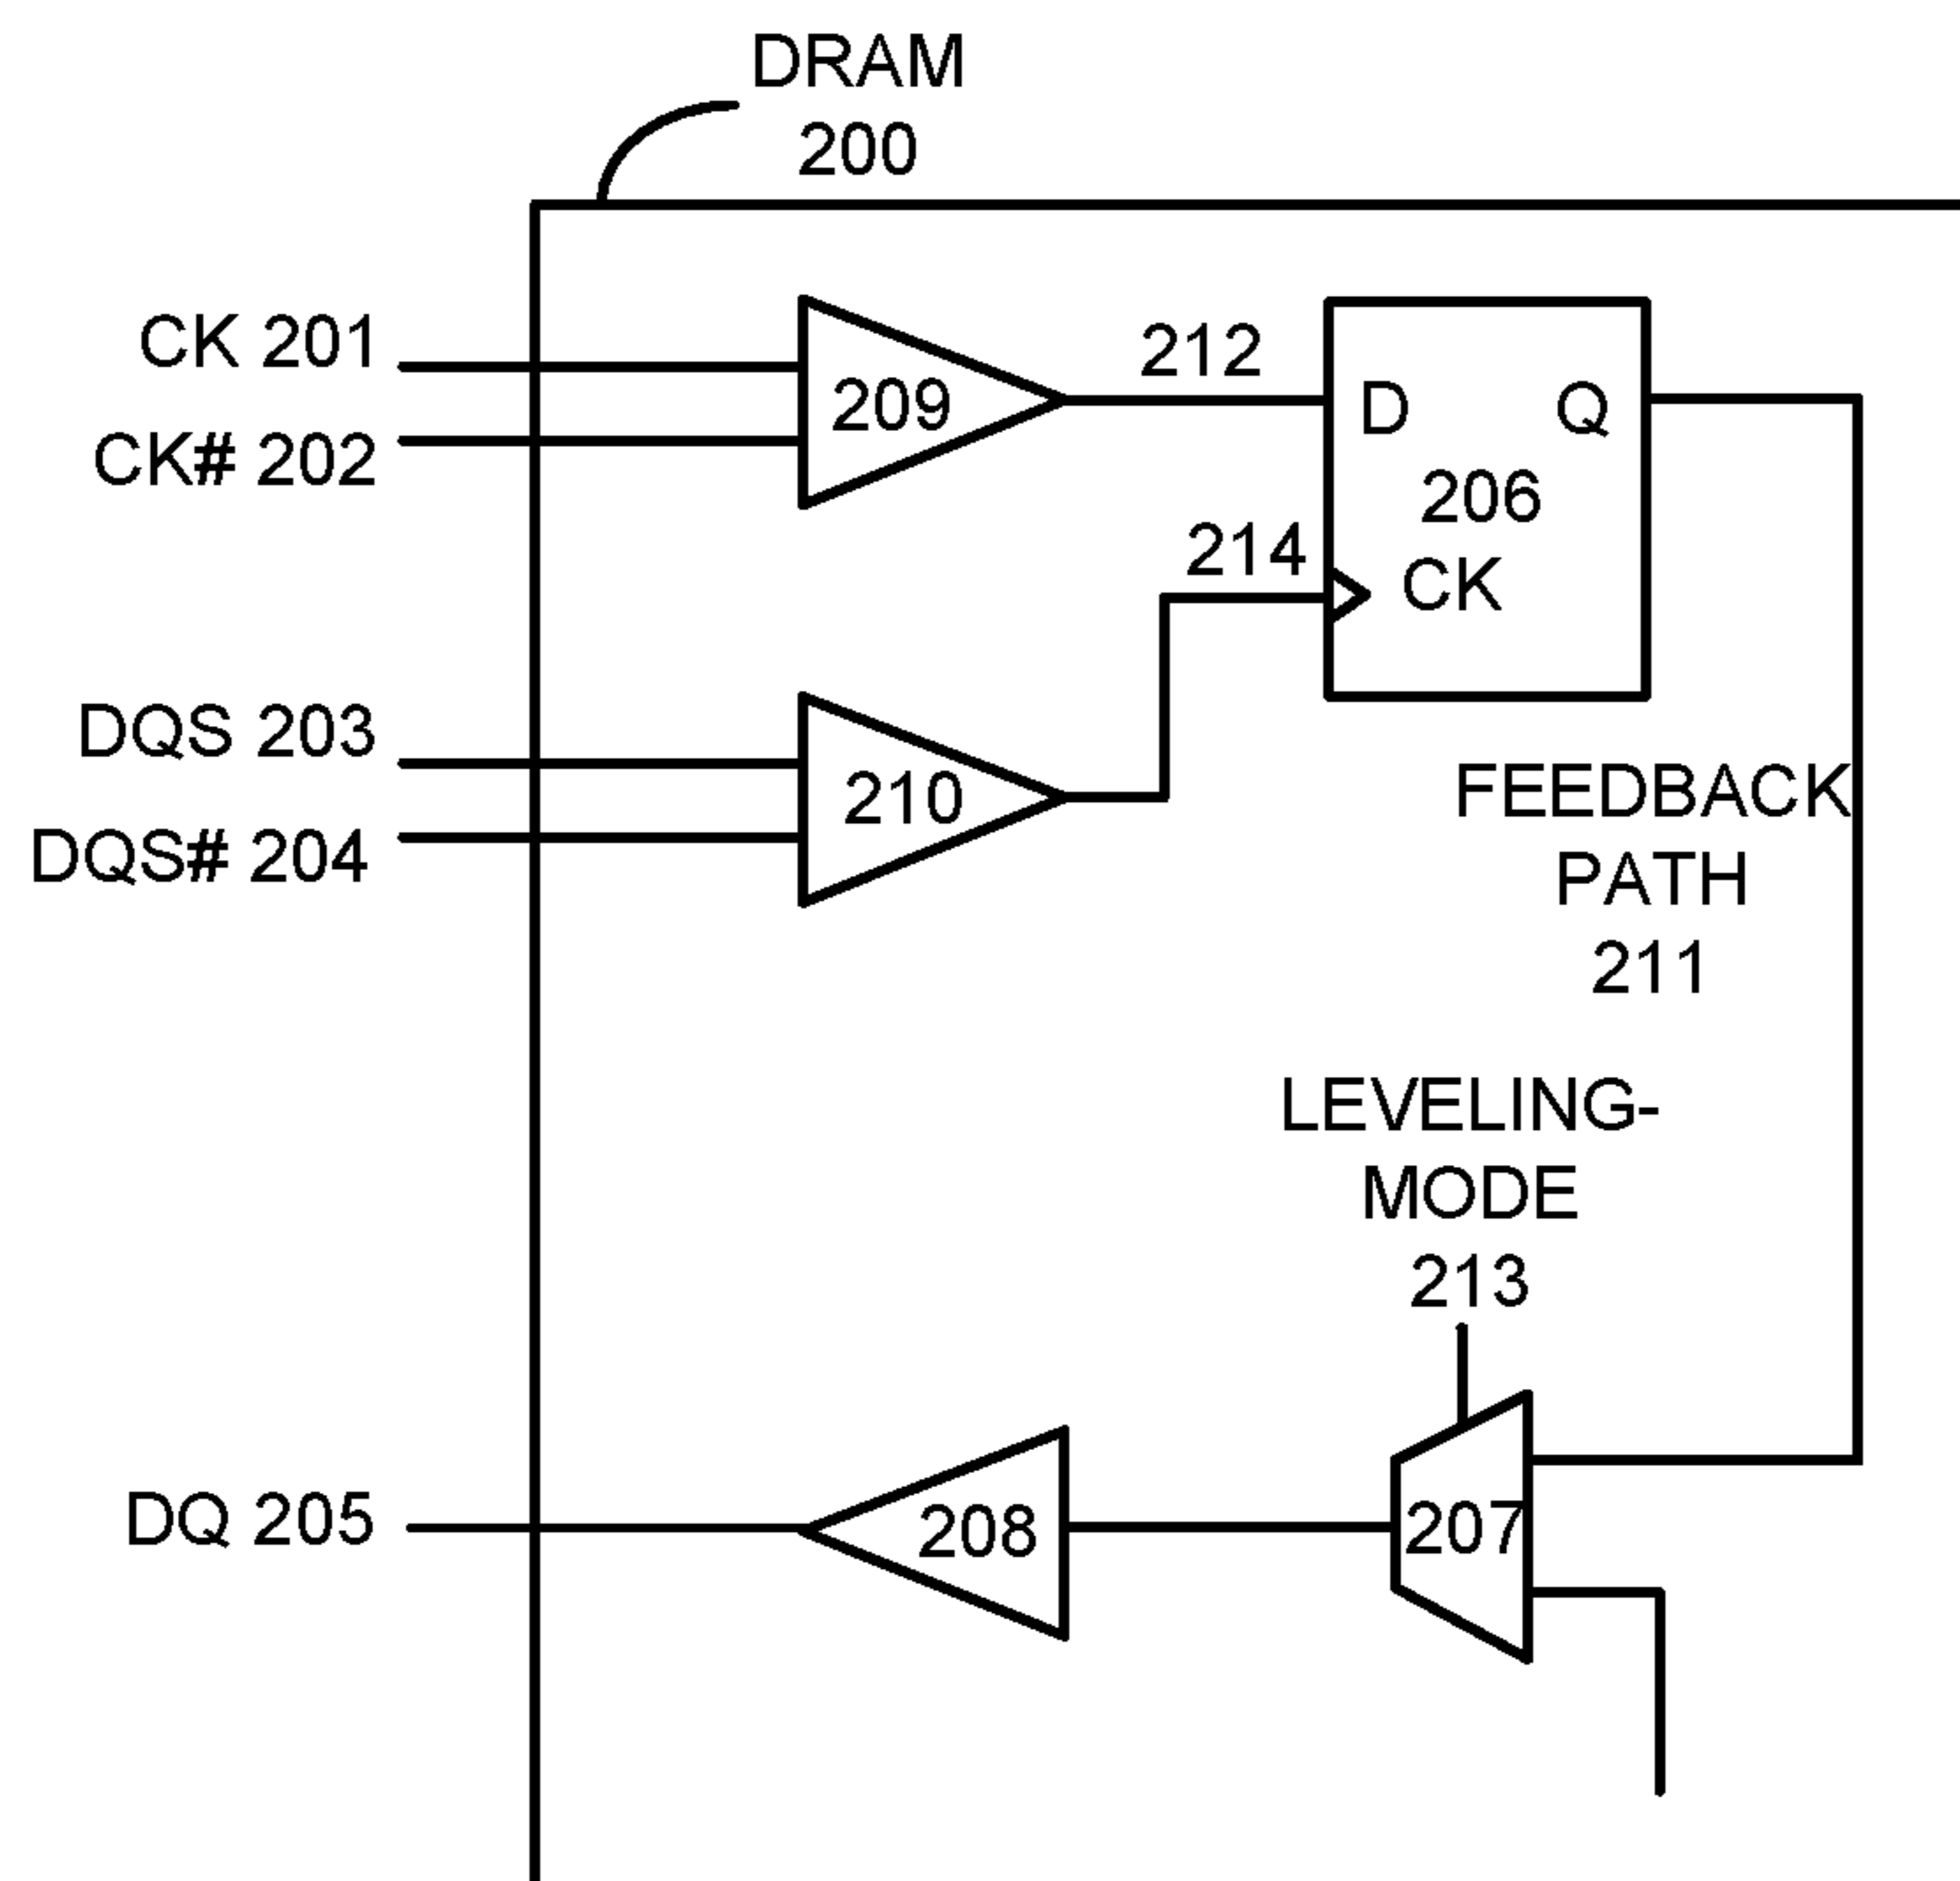 DRAM
200
CK 201
CK# 202
209
212
D
Q
206
CK
214
DQS 203
DQS# 204
210
FEEDBACK
PATH
211
LEVELING-
MODE
213
DQ 205
208
207